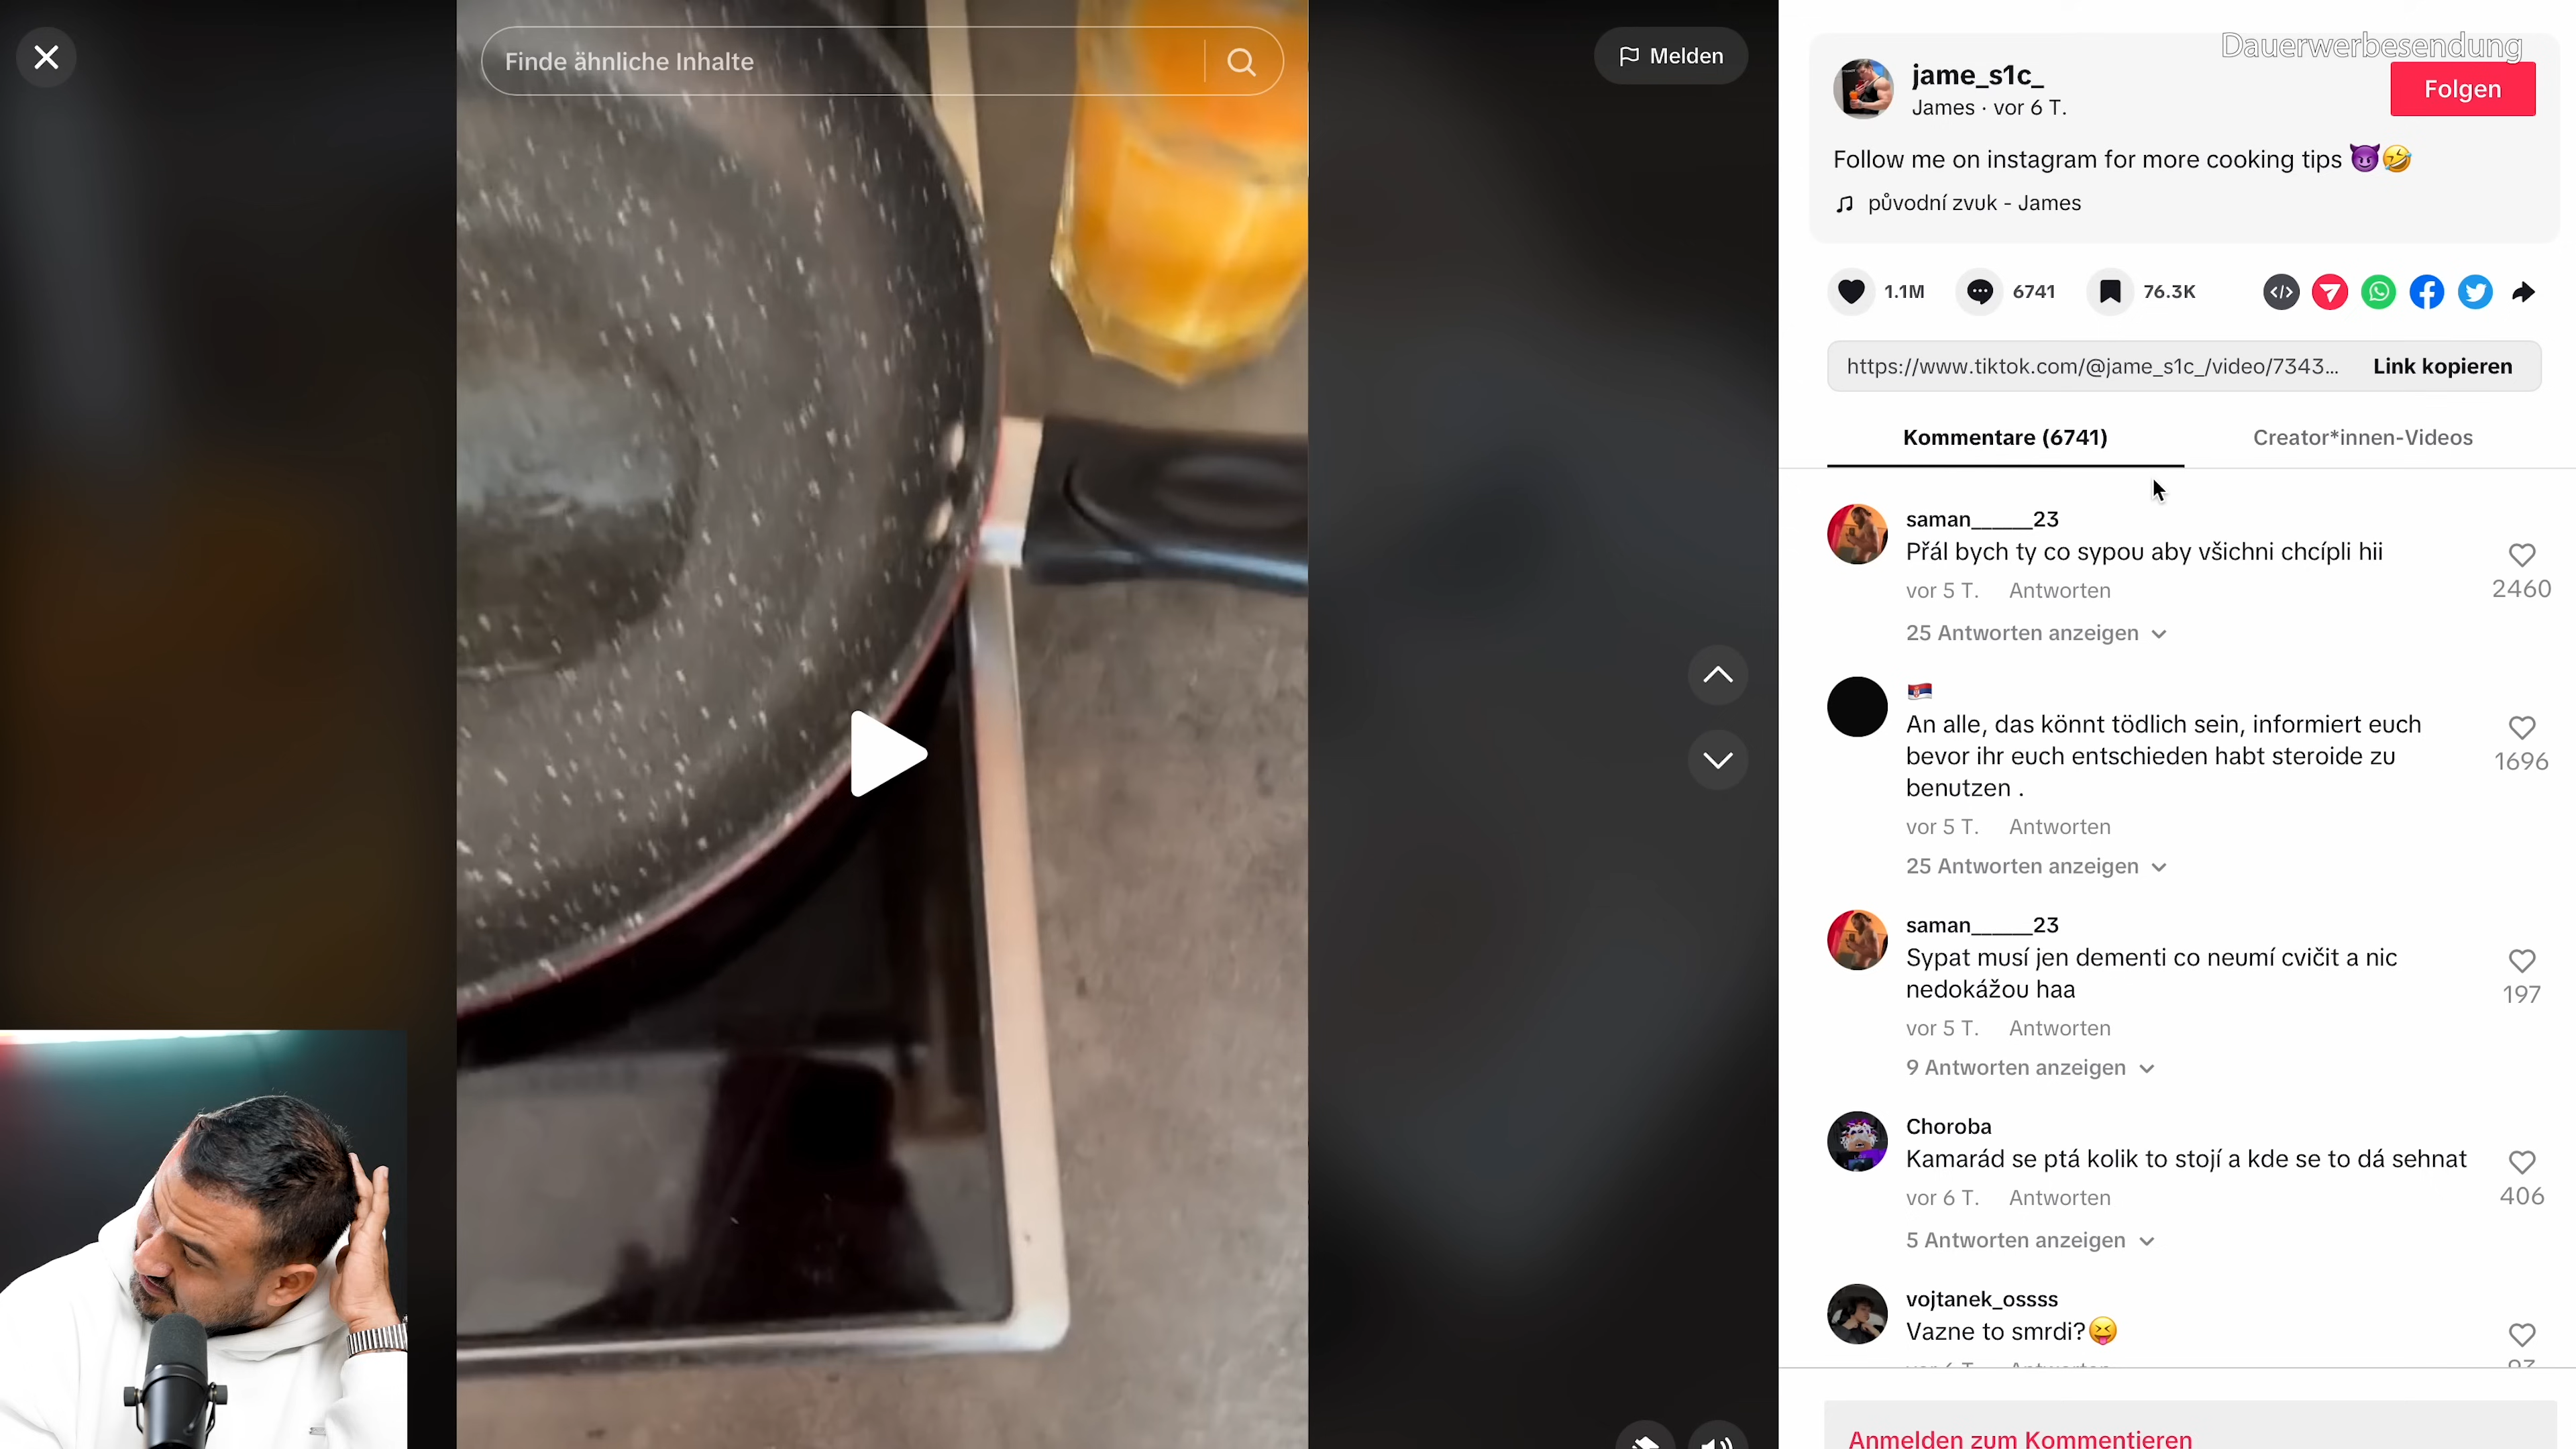 Finde ähnliche Inhalte
Melden
Dauerwerbesendung
jame_s1c_
James · vor 6 T.
Folgen
Follow me on instagram for more cooking tips 😈🤣
původní zvuk - James
1.1M
6741
76.3K
https://www.tiktok.com/@jame_s1c_/video/7343...
Link kopieren
Kommentare (6741)
Creator*innen-Videos
saman______23
Přál bych ty co sypou aby všichni chcípli hii
vor 5 T. Antworten
2460
25 Antworten anzeigen
🇷🇸
An alle, das könnt tödlich sein, informiert euch
bevor ihr euch entschieden habt steroide zu
benutzen .
1696
vor 5 T. Antworten
25 Antworten anzeigen
saman______23
Sypat musí jen dementi co neumí cvičit a nic
nedokážou haa
197
vor 5 T. Antworten
9 Antworten anzeigen
Choroba
Kamarád se ptá kolik to stojí a kde se to dá sehnat
vor 6 T. Antworten
406
5 Antworten anzeigen
vojtanek_ossss
Vazne to smrdi?😝
Anmelden zum Kommentieren